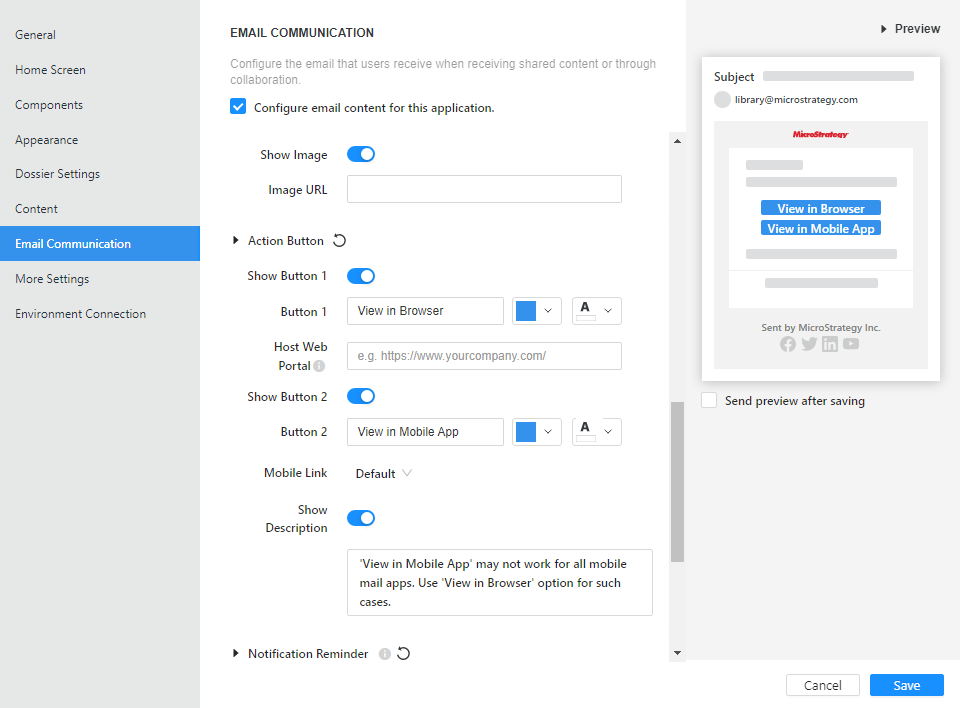 General
Home Screen
Components
Appearance
Dossier Settings
Content
Email Communication
More Settings
Environment Connection
EMAIL COMMUNICATION
Configure the email that users receive when receiving shared content or through
collaboration.
Configure email content for this application.
Show Image
Image URL
Action Button
Show Button 1
Button 1
View in Browser
A
Host Web
Portal
e.g. https://www.yourcompany.com/
Show Button 2
Button 2
View in Mobile App
A
Mobile Link
Default
Show
Description
'View in Mobile App' may not work for all mobile
mail apps. Use 'View in Browser' option for such
cases.
Notification Reminder
Preview
Subject
library@microstrategy.com
MicroStrategy
View in Browser
View in Mobile App
Sent by MicroStrategy Inc.
Send preview after saving
Cancel
Save